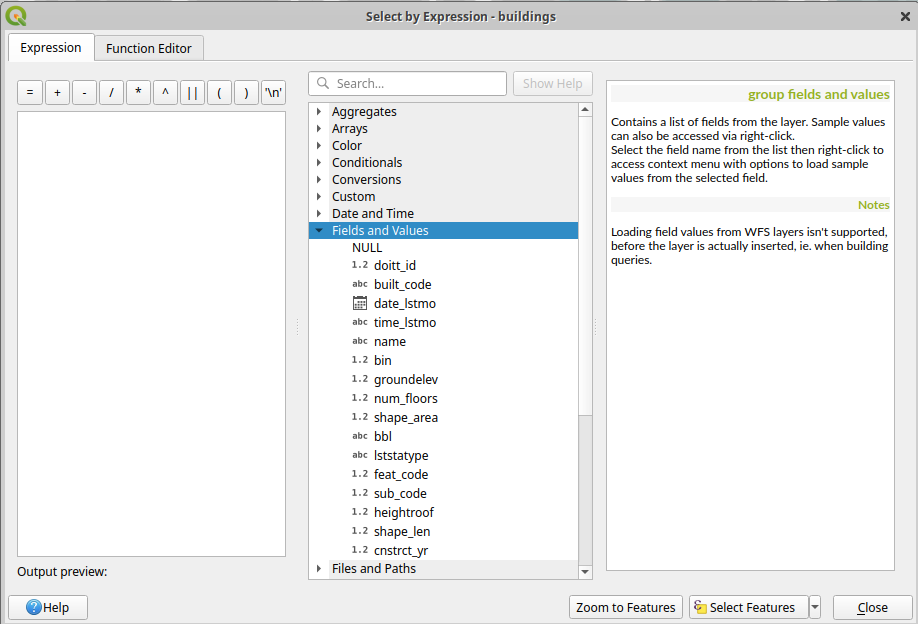 Select by Expression - buildings
Expression
Function Editor
= + - / * ^ || ( ) '\n'
Search...
Show Help
Aggregates
Arrays
Color
Conditionals
Conversions
Custom
Date and Time
Fields and Values
NULL
1.2 doitt_id
abc built_code
date_lstmo
abc time_lstmo
abc name
1.2 bin
1.2 groundelev
1.2 num_floors
1.2 shape_area
abc bbl
abc lststatype
1.2 feat_code
1.2 sub_code
1.2 heightroof
1.2 shape_len
1.2 cnstrct_yr
Files and Paths
group fields and values
Contains a list of fields from the layer. Sample values
can also be accessed via right-click.
Select the field name from the list then right-click to
access context menu with options to load sample
values from the selected field.
Notes
Loading field values from WFS layers isn't supported,
before the layer is actually inserted, ie. when building
queries.
Output preview:
Help
Zoom to Features
Select Features
Close